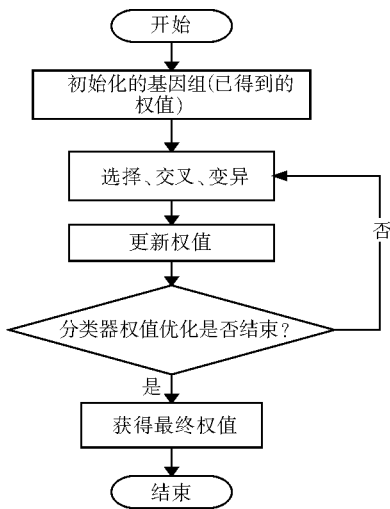 开始
初始化的基因组(已得到的
权值)
选择、交叉、变异
更新权值
否
分类器权值优化是否结束?
是
获得最终权值
结束